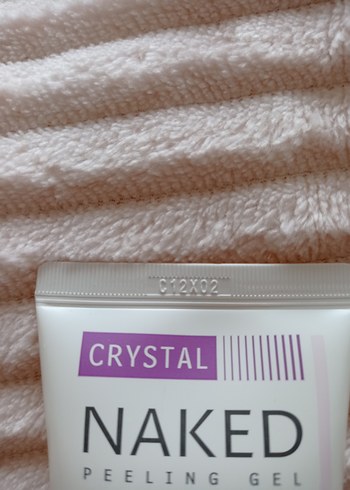 C12X02
CRYSTAL
NAKED
PEELING GEL